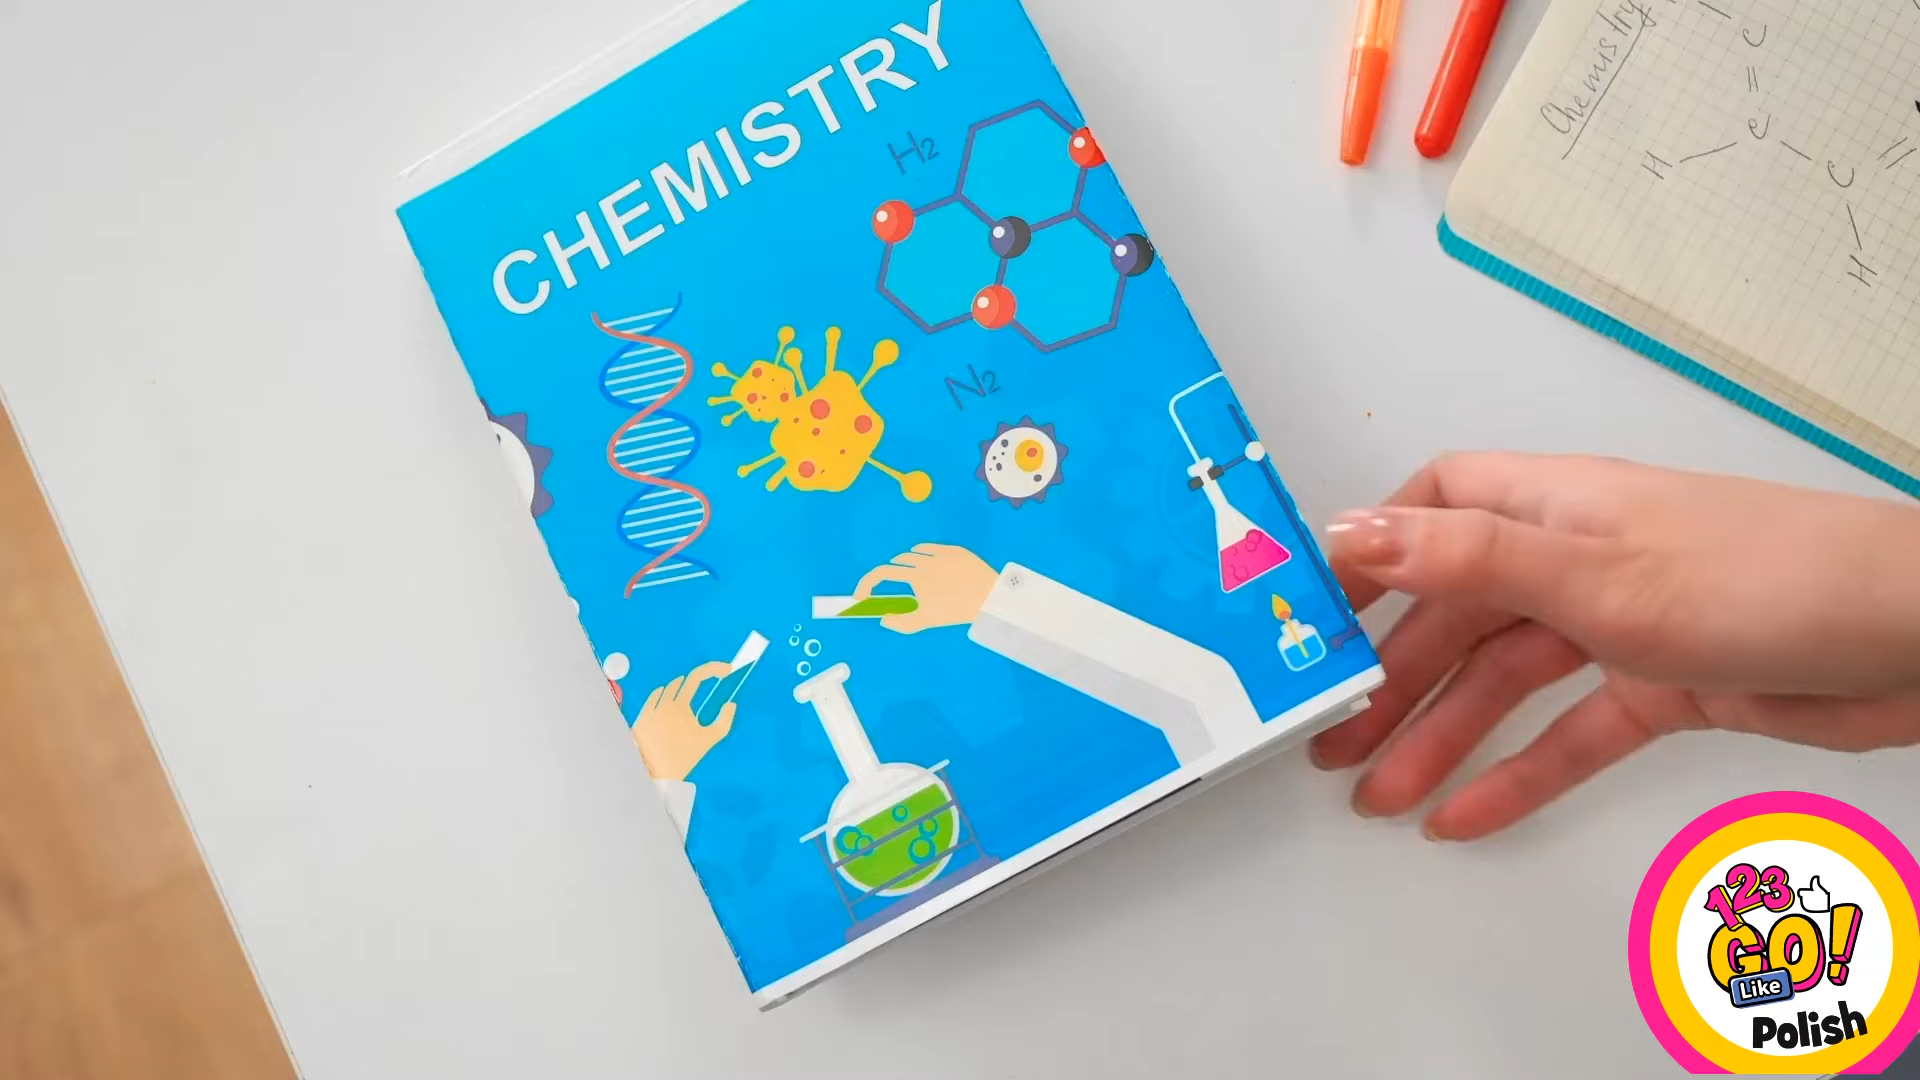 CHEMISTRY
H2
N2
Chemistry
C
=
H
C
C
H
123
GO!
Like
Polish